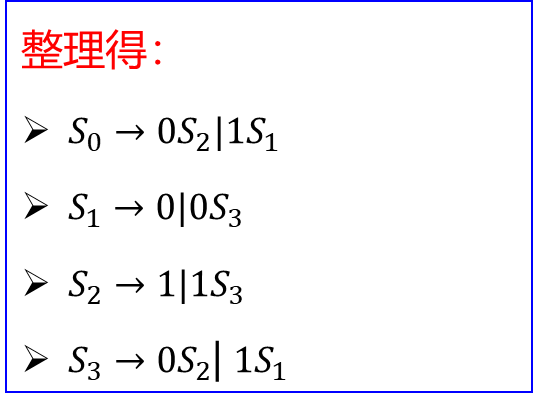 整理得：
➢ S₀ → 0S₂|1S₁
➢ S₁ → 0|0S₃
➢ S₂ → 1|1S₃
➢ S₃ → 0S₂| 1S₁